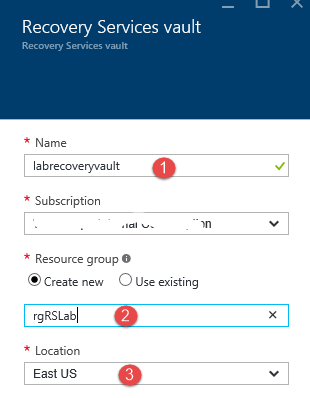 Recovery Services vault
Recovery Services vault
* Name
labrecoveryvault 1
* Subscription
* Resource group
Create new Use existing
rgRSLab 2
* Location
East US 3